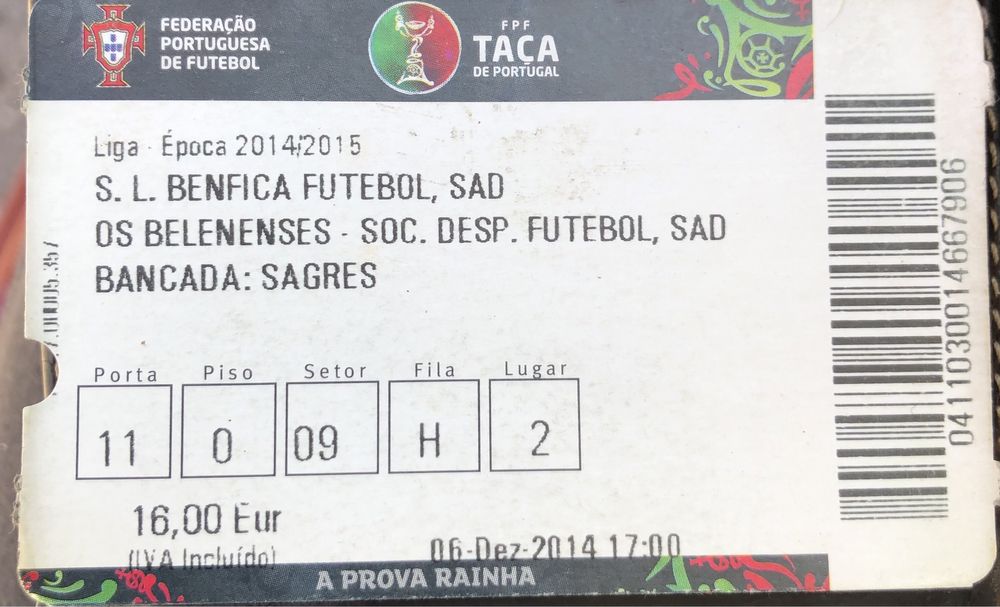 FEDERAÇÃO
PORTUGUESA
DE FUTEBOL
FPF
TAÇA
DE PORTUGAL
Liga - Época 2014/2015
S. L. BENFICA FUTEBOL, SAD
OS BELENENSES - SOC. DESP. FUTEBOL, SAD
BANCADA: SAGRES
Porta Piso Setor Fila Lugar
11 0 09 H 2
16,00 Eur
(IVA Incluído)
06-Dez-2014 17:00
A PROVA RAINHA
04110300014667906